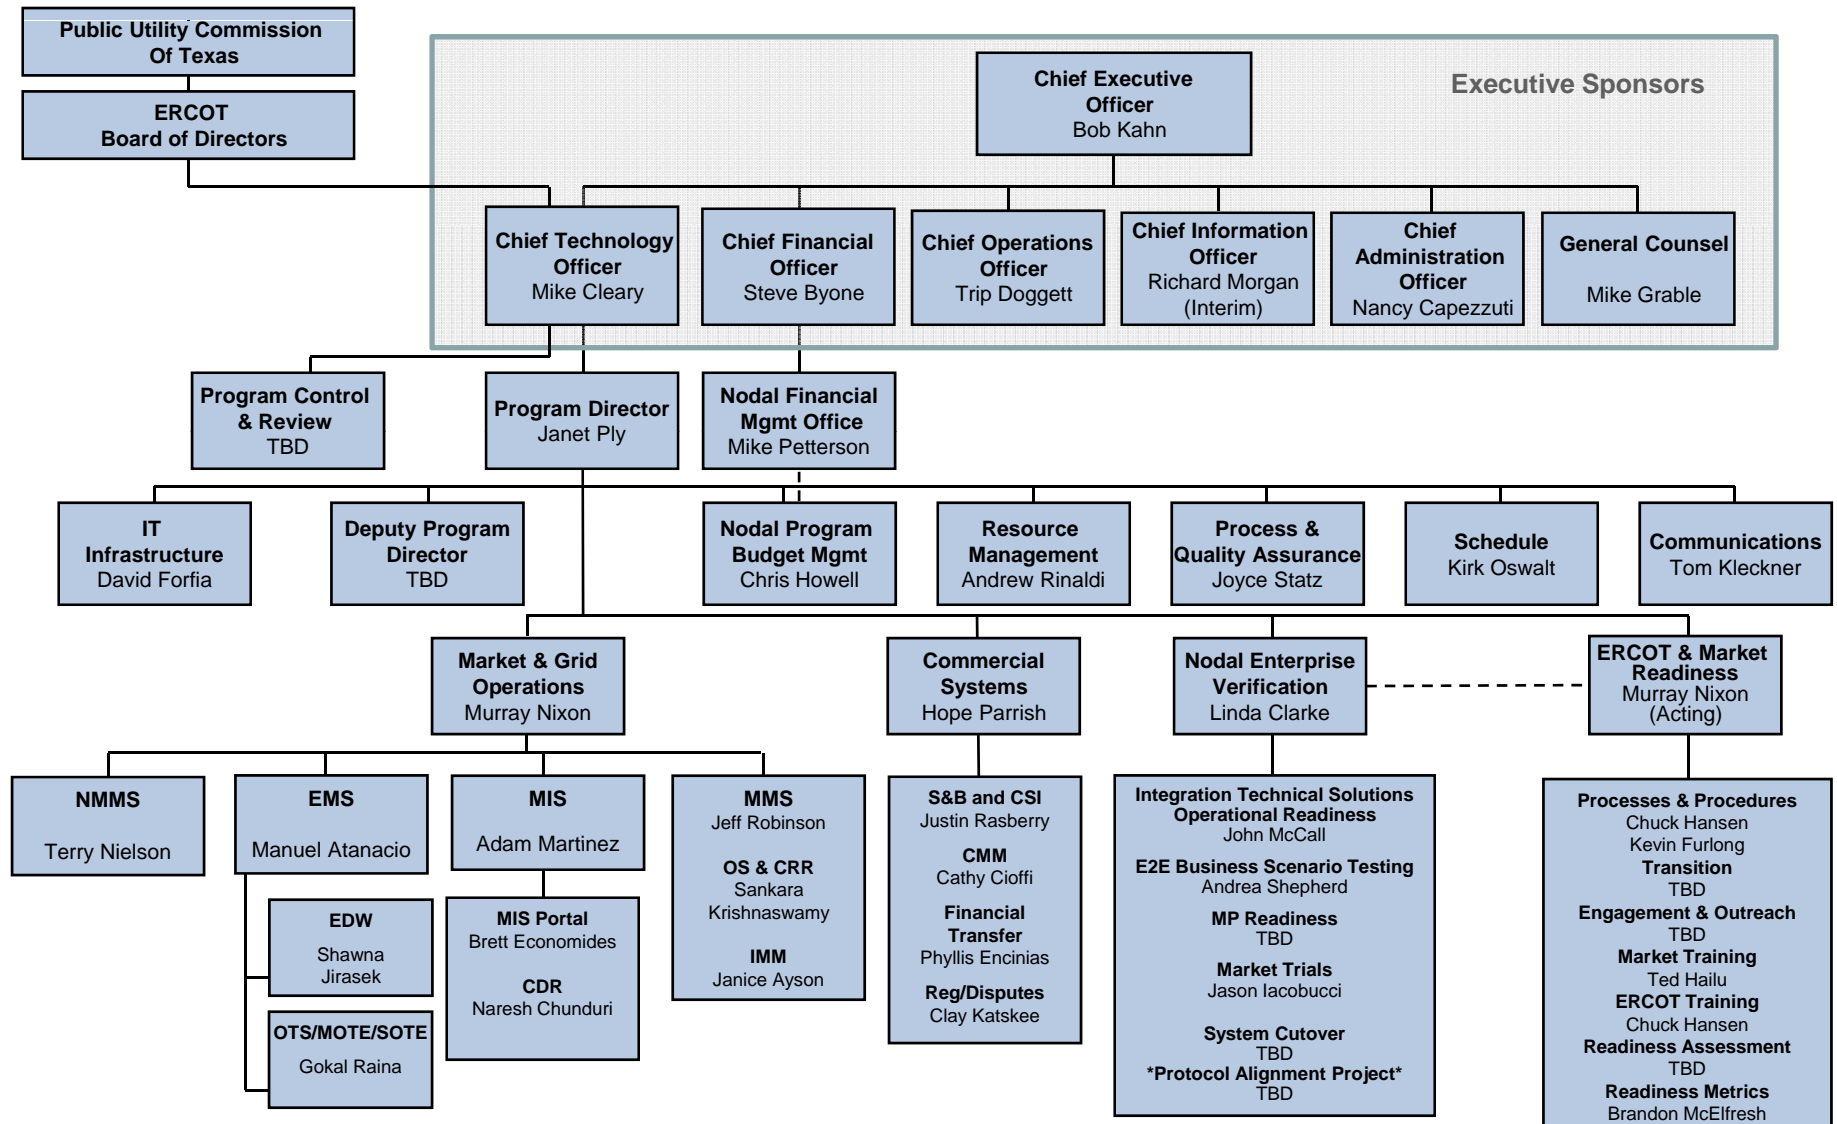 Public Utility Commission
Of Texas
ERCOT
Board of Directors
Executive Sponsors
Chief Executive
Officer
Bob Kahn
Chief Technology
Officer
Mike Cleary
Chief Financial
Officer
Steve Byone
Chief Operations
Officer
Trip Doggett
Chief Information
Officer
Richard Morgan
(Interim)
Chief
Administration
Officer
Nancy Capezzuti
General Counsel
Mike Grable
Program Control
& Review
TBD
Program Director
Janet Ply
Nodal Financial
Mgmt Office
Mike Petterson
IT
Infrastructure
David Forfia
Deputy Program
Director
TBD
Nodal Program
Budget Mgmt
Chris Howell
Resource
Management
Andrew Rinaldi
Process &
Quality Assurance
Joyce Statz
Schedule
Kirk Oswalt
Communications
Tom Kleckner
Market & Grid
Operations
Murray Nixon
Commercial
Systems
Hope Parrish
Nodal Enterprise
Verification
Linda Clarke
ERCOT & Market
Readiness
Murray Nixon
(Acting)
NMMS
Terry Nielson
EMS
Manuel Atanacio
EDW
Shawna
Jirasek
OTS/MOTE/SOTE
Gokal Raina
MIS
Adam Martinez
MIS Portal
Brett Economides
CDR
Naresh Chunduri
MMS
Jeff Robinson
OS & CRR
Sankara
Krishnaswamy
IMM
Janice Ayson
S&B and CSI
Justin Rasberry
CMM
Cathy Cioffi
Financial
Transfer
Phyllis Encinias
Reg/Disputes
Clay Katskee
Integration Technical Solutions
Operational Readiness
John McCall
E2E Business Scenario Testing
Andrea Shepherd
MP Readiness
TBD
Market Trials
Jason Iacobucci
System Cutover
TBD
*Protocol Alignment Project*
TBD
Processes & Procedures
Chuck Hansen
Kevin Furlong
Transition
TBD
Engagement & Outreach
TBD
Market Training
Ted Hailu
ERCOT Training
Chuck Hansen
Readiness Assessment
TBD
Readiness Metrics
Brandon McElfresh